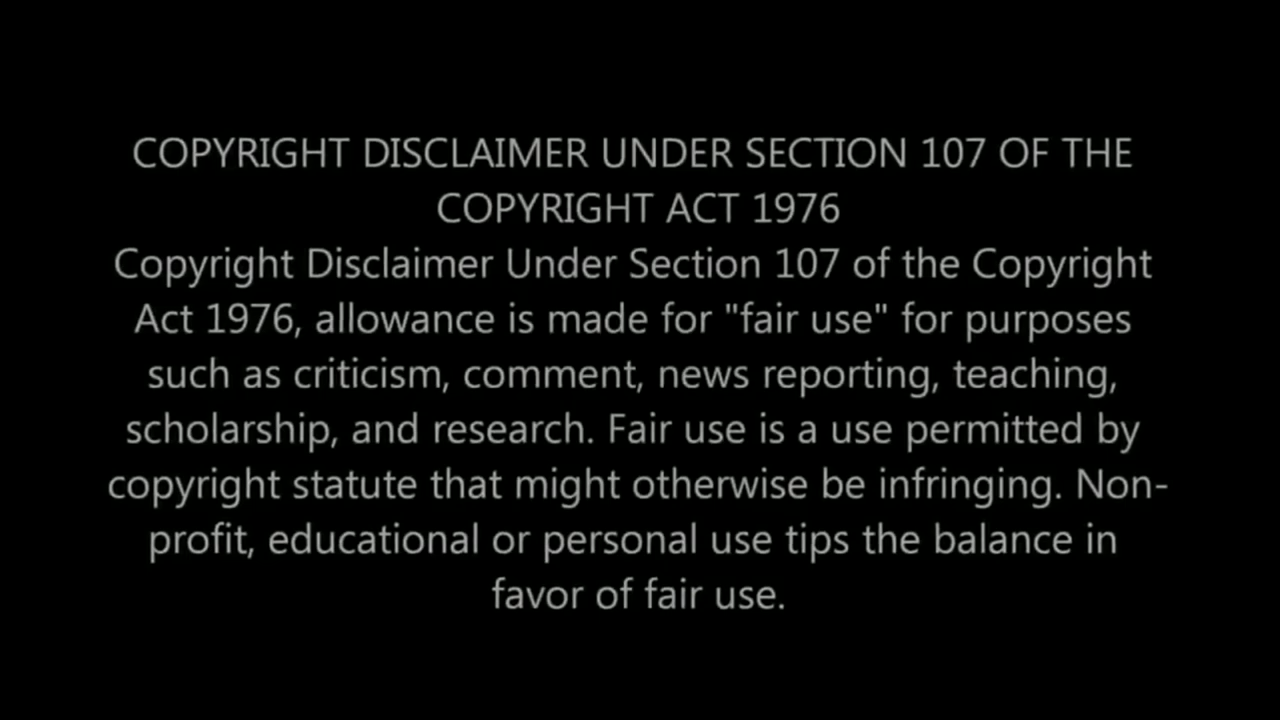 COPYRIGHT DISCLAIMER UNDER SECTION 107 OF THE
COPYRIGHT ACT 1976
Copyright Disclaimer Under Section 107 of the Copyright
Act 1976, allowance is made for "fair use" for purposes
such as criticism, comment, news reporting, teaching,
scholarship, and research. Fair use is a use permitted by
copyright statute that might otherwise be infringing. Non-
profit, educational or personal use tips the balance in
favor of fair use.